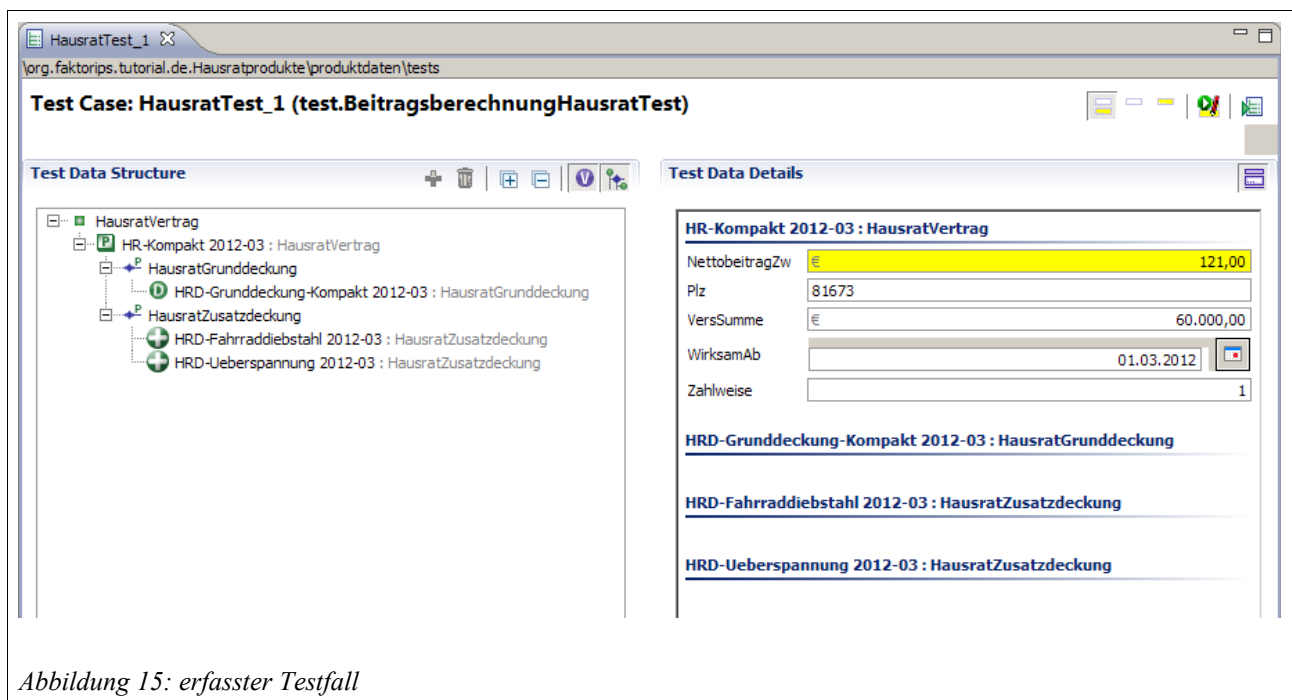 HausratTest_1
\org.faktorips.tutorial.de.Hausratprodukte\produktdaten\tests
Test Case: HausratTest_1 (test.BeitragsberechnungHausratTest)
Test Data Structure
V
HausratVertrag
P HR-Kompakt 2012-03 : HausratVertrag
P HausratGrunddeckung
D HRD-Grunddeckung-Kompakt 2012-03 : HausratGrunddeckung
P HausratZusatzdeckung
HRD-Fahrraddiebstahl 2012-03 : HausratZusatzdeckung
HRD-Ueberspannung 2012-03 : HausratZusatzdeckung
Test Data Details
HR-Kompakt 2012-03 : HausratVertrag
NettobeitragZw € 121,00
Plz 81673
VersSumme € 60.000,00
WirksamAb 01.03.2012
Zahlweise 1
HRD-Grunddeckung-Kompakt 2012-03 : HausratGrunddeckung
HRD-Fahrraddiebstahl 2012-03 : HausratZusatzdeckung
HRD-Ueberspannung 2012-03 : HausratZusatzdeckung
Abbildung 15: erfasster Testfall